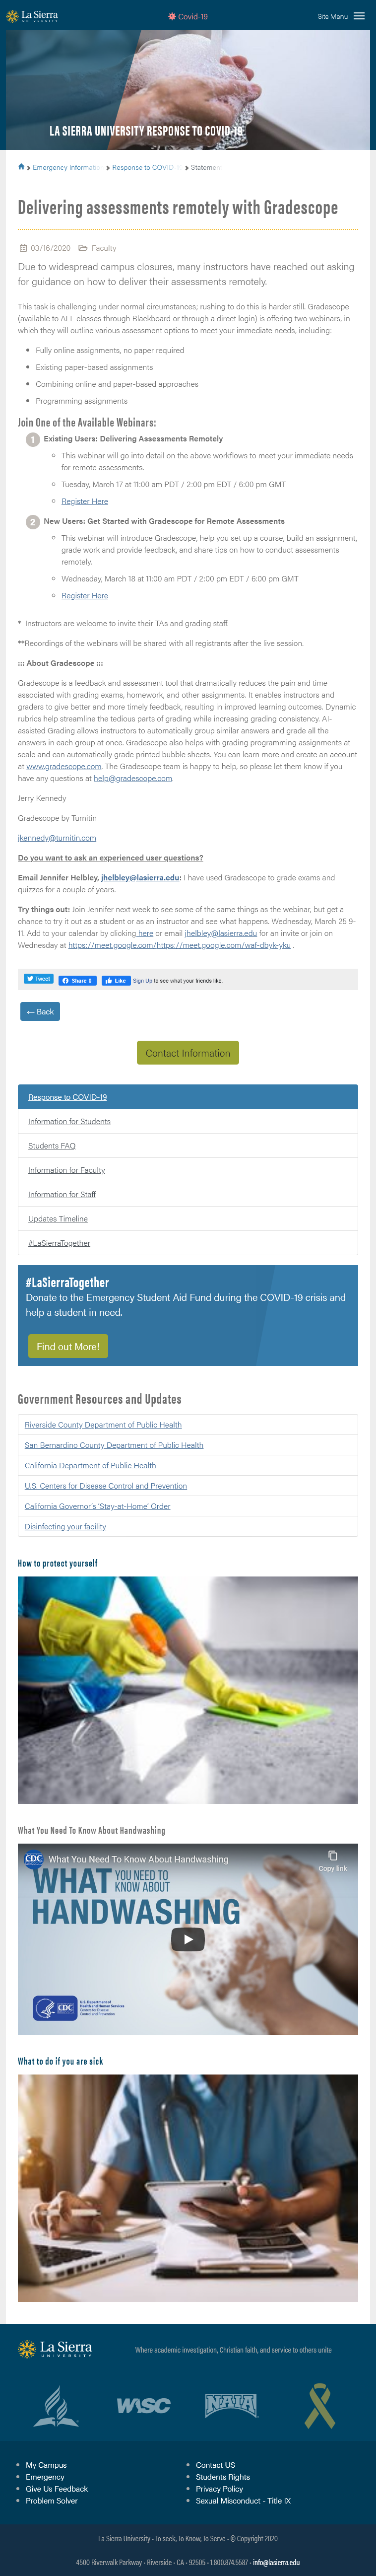 La Sierra
UNIVERSITY
Covid-19
Site Menu
LA SIERRA UNIVERSITY RESPONSE TO COVID-19
Emergency Information
Response to COVID-
Statement
Delivering assessments remotely with Gradescope
03/16/2020 Faculty
Due to widespread campus closures, many instructors have reached out asking
for guidance on how to deliver their assessments remotely.
This task is challenging under normal circumstances; rushing to do this is harder still. Gradescope
(available to ALL classes through Blackboard or through a direct login) is offering two webinars, in
which they will outline various assessment options to meet your immediate needs, including:
Fully online assignments, no paper required
Existing paper-based assignments
Combining online and paper-based approaches
Programming assignments
Join One of the Available Webinars:
1 Existing Users: Delivering Assessments Remotely
This webinar will go into detail on the above workflows to meet your immediate needs
for remote assessments.
Tuesday, March 17 at 11:00 am PDT / 2:00 pm EDT / 6:00 pm GMT
Register Here
2 New Users: Get Started with Gradescope for Remote Assessments
This webinar will introduce Gradescope, help you set up a course, build an assignment,
grade work and provide feedback, and share tips on how to conduct assessments
remotely.
Wednesday, March 18 at 11:00 am PDT / 2:00 pm EDT / 6:00 pm GMT
Register Here
* Instructors are welcome to invite their TAs and grading staff.
**Recordings of the webinars will be shared with all registrants after the live session.
::: About Gradescope :::
Gradescope is a feedback and assessment tool that dramatically reduces the pain and time
associated with grading exams, homework, and other assignments. It enables instructors and
graders to give better and more timely feedback, resulting in improved learning outcomes. Dynamic
rubrics help streamline the most tedious parts of grading while increasing grading consistency. AI-
assisted Grading allows instructors to automatically group similar answers and grade all the
answers in each group at once. Gradescope also helps with grading programming assignments at
scale and can automatically grade printed bubble sheets. You can learn more and create an account
at www.gradescope.com. The Gradescope team is happy to help, so please let them know if you
have any questions at help@gradescope.com.
Jerry Kennedy
Gradescope by Turnitin
jkennedy@turnitin.com
Do you want to ask an experienced user questions?
Email Jennifer Helbley, jhelbley@lasierra.edu: I have used Gradescope to grade exams and
quizzes for a couple of years.
Try things out: Join Jennifer next week to see some of the same things as the webinar, but get a
chance to try it out as a student or as an instructor and see what happens. Wednesday, March 25 9-
11. Add to your calendar by clicking here or email jhelbley@lasierra.edu for an invite or join on
Wednesday at https://meet.google.com/https://meet.google.com/waf-dbyk-yku .
Tweet
Share 0
Like
Sign Up to see what your friends like.
← Back
Contact Information
Response to COVID-19
Information for Students
Students FAQ
Information for Faculty
Information for Staff
Updates Timeline
#LaSierraTogether
#LaSierraTogether
Donate to the Emergency Student Aid Fund during the COVID-19 crisis and
help a student in need.
Find out More!
Government Resources and Updates
Riverside County Department of Public Health
San Bernardino County Department of Public Health
California Department of Public Health
U.S. Centers for Disease Control and Prevention
California Governor's 'Stay-at-Home' Order
Disinfecting your facility
How to protect yourself
What You Need To Know About Handwashing
CDC
What You Need To Know About Handwashing
Copy link
WHAT YOU NEED TO KNOW ABOUT
HANDWASHING
CDC
U.S. Department of
Health and Human Services
Centers for Disease
Control and Prevention
What to do if you are sick
La Sierra
UNIVERSITY
Where academic investigation, Christian faith, and service to others unite
WASC
NAIA
My Campus
Emergency
Give Us Feedback
Problem Solver
Contact US
Students Rights
Privacy Policy
Sexual Misconduct - Title IX
La Sierra University - To seek, To Know, To Serve - © Copyright 2020
4500 Riverwalk Parkway - Riverside - CA - 92505 - 1.800.874.5587 - info@lasierra.edu